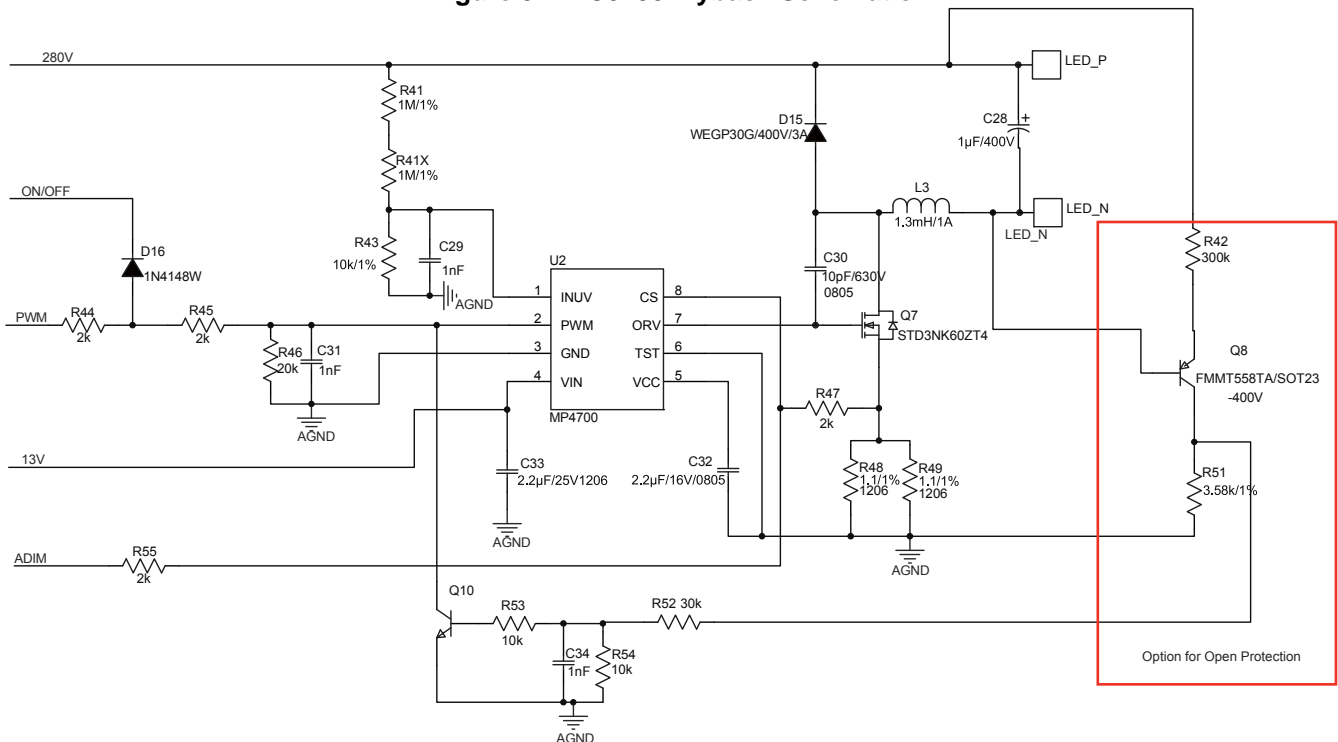 280V
LED_P
R41
1M/1%
D15
WEGP30G/400V/3A
C28
+
1µF/400V
R41X
1M/1%
ON/OFF
L3
1.3mH/1A
LED_N
LED_N
D16
1N4148W
R43
10k/1%
C29
1nF
AGND
U2
C30
10pF/630V
0805
R42
300k
1 INUV CS 8
2 PWM ORV 7
3 GND TST 6
4 VIN VCC 5
MP4700
PWM
R44
2k
R45
2k
R46
20k
C31
1nF
AGND
Q7
STD3NK60ZT4
Q8
FMMT558TA/SOT23
-400V
R47
2k
13V
C33
2.2µF/25V1206
AGND
C32
2.2µF/16V/0805
R48
1.1/1%
1206
R49
1.1/1%
1206
R51
3.58k/1%
AGND
ADIM
R55
2k
Q10
R53
10k
R52 30k
C34
1nF
R54
10k
AGND
Option for Open Protection